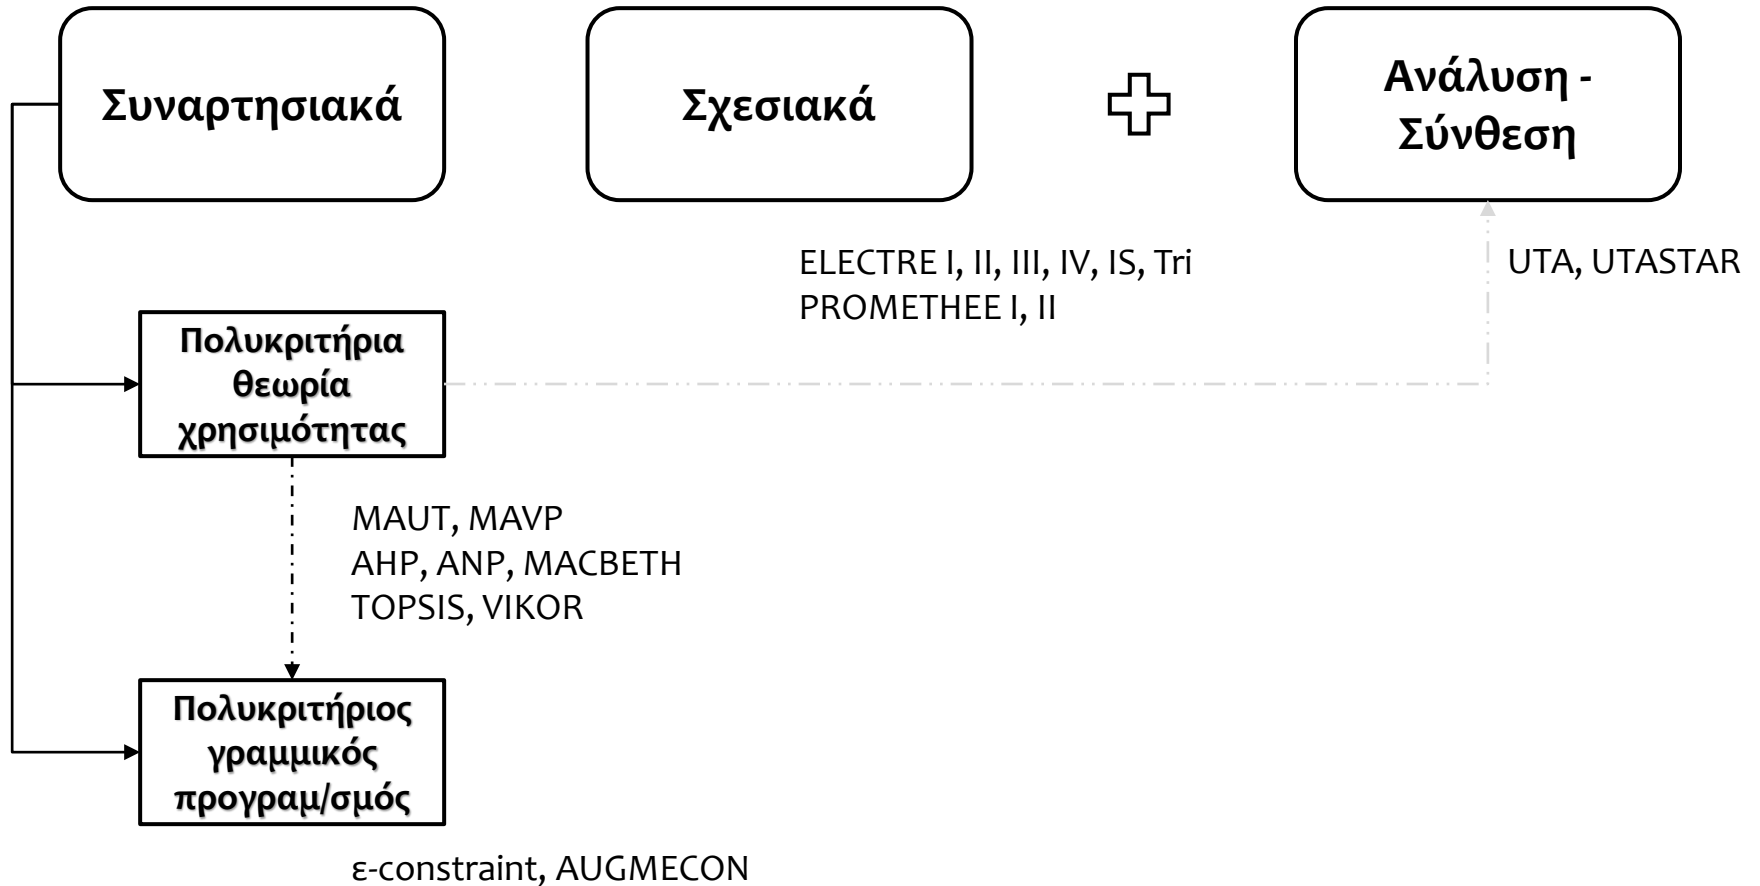 Συναρτησιακά
Σχεσιακά
Ανάλυση -
Σύνθεση
ELECTRE I, II, III, IV, IS, Tri
PROMETHEE I, II
UTA, UTASTAR
Πολυκριτήρια
θεωρία
χρησιμότητας
MAUT, MAVP
AHP, ANP, MACBETH
TOPSIS, VIKOR
Πολυκριτήριος
γραμμικός
προγραμ/σμός
ε-constraint, AUGMECON